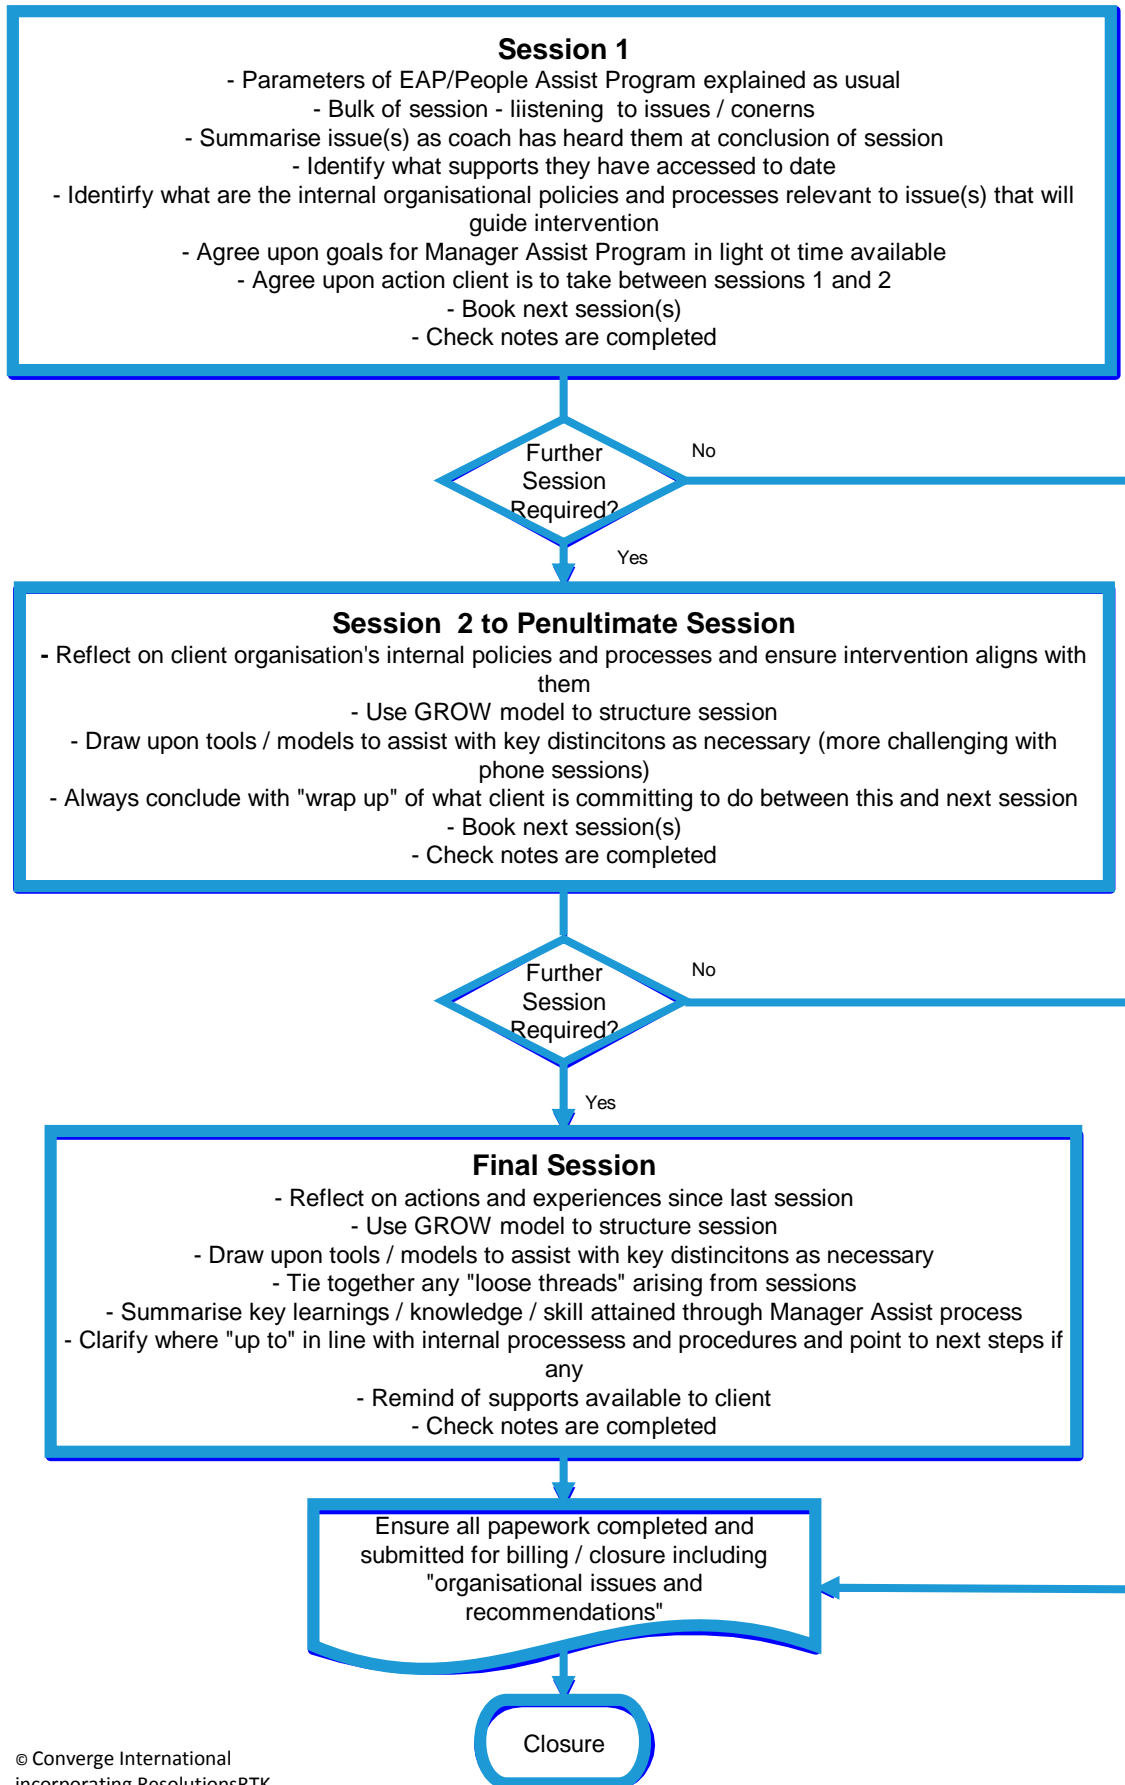 Session 1
- Parameters of EAP/People Assist Program explained as usual
- Bulk of session - liistening to issues / conerns
- Summarise issue(s) as coach has heard them at conclusion of session
- Identify what supports they have accessed to date
- Identirfy what are the internal organisational policies and processes relevant to issue(s) that will
guide intervention
- Agree upon goals for Manager Assist Program in light ot time available
- Agree upon action client is to take between sessions 1 and 2
- Book next session(s)
- Check notes are completed
Further
Session
Required?
No
Yes
Session 2 to Penultimate Session
- Reflect on client organisation's internal policies and processes and ensure intervention aligns with
them
- Use GROW model to structure session
- Draw upon tools / models to assist with key distincitons as necessary (more challenging with
phone sessions)
- Always conclude with "wrap up" of what client is committing to do between this and next session
- Book next session(s)
- Check notes are completed
Further
Session
Required?
No
Yes
Final Session
- Reflect on actions and experiences since last session
- Use GROW model to structure session
- Draw upon tools / models to assist with key distincitons as necessary
- Tie together any "loose threads" arising from sessions
- Summarise key learnings / knowledge / skill attained through Manager Assist process
- Clarify where "up to" in line with internal processess and procedures and point to next steps if
any
- Remind of supports available to client
- Check notes are completed
Ensure all papework completed and
submitted for billing / closure including
"organisational issues and
recommendations"
Closure
© Converge International
incorporating ResolutionsRTK